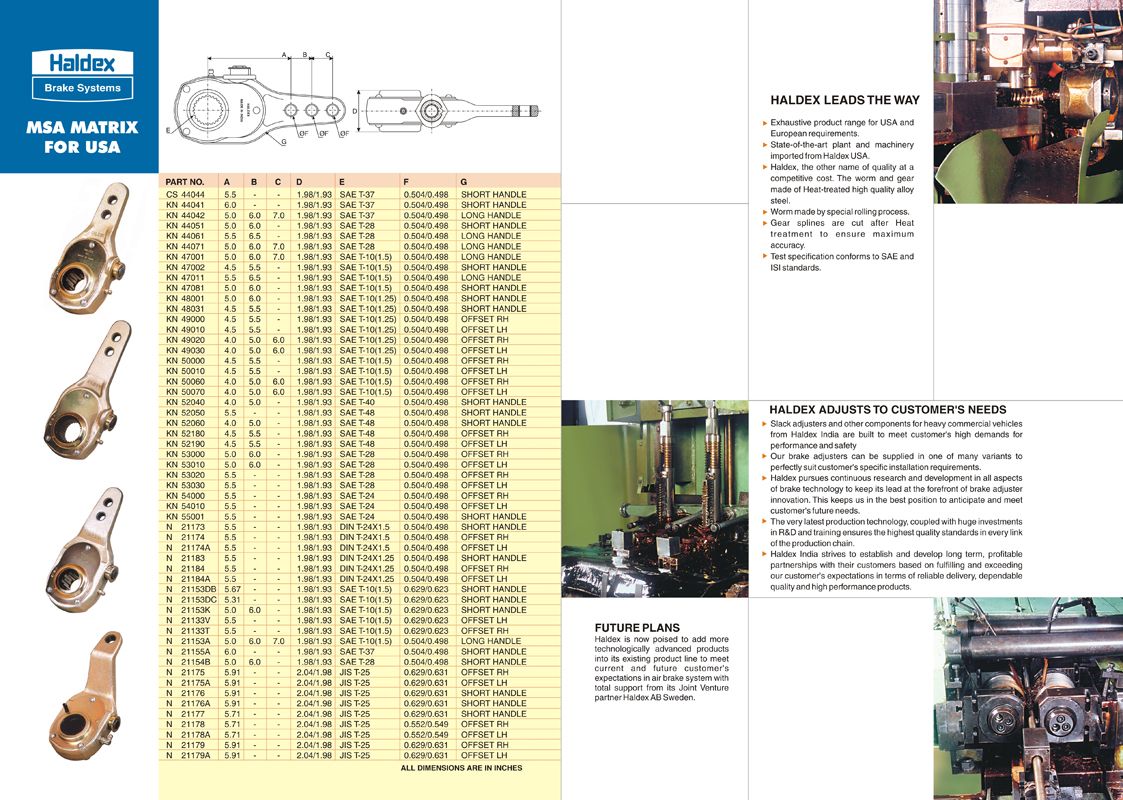 Haldex
Brake Systems
MSA MATRIX
FOR USA
A B C
D
E
HALDEX
MADE IN INDIA
ØF ØF ØF
G
PART NO. A B C D E F G
CS 44044 5.5 - - 1.98/1.93 SAE T-37 0.504/0.498 SHORT HANDLE
KN 44041 6.0 - - 1.98/1.93 SAE T-37 0.504/0.498 SHORT HANDLE
KN 44042 5.0 6.0 7.0 1.98/1.93 SAE T-37 0.504/0.498 LONG HANDLE
KN 44051 5.0 6.0 - 1.98/1.93 SAE T-28 0.504/0.498 SHORT HANDLE
KN 44061 5.5 6.5 - 1.98/1.93 SAE T-28 0.504/0.498 LONG HANDLE
KN 44071 5.0 6.0 7.0 1.98/1.93 SAE T-28 0.504/0.498 LONG HANDLE
KN 47001 5.0 6.0 7.0 1.98/1.93 SAE T-10(1.5) 0.504/0.498 LONG HANDLE
KN 47002 4.5 5.5 - 1.98/1.93 SAE T-10(1.5) 0.504/0.498 SHORT HANDLE
KN 47011 5.5 6.5 - 1.98/1.93 SAE T-10(1.5) 0.504/0.498 LONG HANDLE
KN 47081 5.0 6.0 - 1.98/1.93 SAE T-10(1.5) 0.504/0.498 SHORT HANDLE
KN 48001 5.0 6.0 - 1.98/1.93 SAE T-10(1.25) 0.504/0.498 SHORT HANDLE
KN 48031 4.5 5.5 - 1.98/1.93 SAE T-10(1.25) 0.504/0.498 SHORT HANDLE
KN 49000 4.5 5.5 - 1.98/1.93 SAE T-10(1.25) 0.504/0.498 OFFSET RH
KN 49010 4.5 5.5 - 1.98/1.93 SAE T-10(1.25) 0.504/0.498 OFFSET LH
KN 49020 4.0 5.0 6.0 1.98/1.93 SAE T-10(1.25) 0.504/0.498 OFFSET RH
KN 49030 4.0 5.0 6.0 1.98/1.93 SAE T-10(1.25) 0.504/0.498 OFFSET LH
KN 50000 4.5 5.5 - 1.98/1.93 SAE T-10(1.5) 0.504/0.498 OFFSET RH
KN 50010 4.5 5.5 - 1.98/1.93 SAE T-10(1.5) 0.504/0.498 OFFSET LH
KN 50060 4.0 5.0 6.0 1.98/1.93 SAE T-10(1.5) 0.504/0.498 OFFSET RH
KN 50070 4.0 5.0 6.0 1.98/1.93 SAE T-10(1.5) 0.504/0.498 OFFSET LH
KN 52040 4.0 5.0 - 1.98/1.93 SAE T-40 0.504/0.498 SHORT HANDLE
KN 52050 5.5 - - 1.98/1.93 SAE T-48 0.504/0.498 SHORT HANDLE
KN 52060 4.0 5.0 - 1.98/1.93 SAE T-48 0.504/0.498 SHORT HANDLE
KN 52180 4.5 5.5 - 1.98/1.93 SAE T-48 0.504/0.498 OFFSET RH
KN 52190 4.5 5.5 - 1.98/1.93 SAE T-48 0.504/0.498 OFFSET LH
KN 53000 5.0 6.0 - 1.98/1.93 SAE T-28 0.504/0.498 OFFSET RH
KN 53010 5.0 6.0 - 1.98/1.93 SAE T-28 0.504/0.498 OFFSET LH
KN 53020 5.5 - - 1.98/1.93 SAE T-28 0.504/0.498 OFFSET RH
KN 53030 5.5 - - 1.98/1.93 SAE T-28 0.504/0.498 OFFSET LH
KN 54000 5.5 - - 1.98/1.93 SAE T-24 0.504/0.498 OFFSET RH
KN 54010 5.5 - - 1.98/1.93 SAE T-24 0.504/0.498 OFFSET LH
KN 55001 5.5 - - 1.98/1.93 SAE T-24 0.504/0.498 SHORT HANDLE
N 21173 5.5 - - 1.98/1.93 DIN T-24X1.5 0.504/0.498 SHORT HANDLE
N 21174 5.5 - - 1.98/1.93 DIN T-24X1.5 0.504/0.498 OFFSET RH
N 21174A 5.5 - - 1.98/1.93 DIN T-24X1.5 0.504/0.498 OFFSET LH
N 21183 5.5 - - 1.98/1.93 DIN T-24X1.25 0.504/0.498 SHORT HANDLE
N 21184 5.5 - - 1.98/1.93 DIN T-24X1.25 0.504/0.498 OFFSET RH
N 21184A 5.5 - - 1.98/1.93 DIN T-24X1.25 0.504/0.498 OFFSET LH
N 21153DB 5.67 - - 1.98/1.93 SAE T-10(1.5) 0.629/0.623 SHORT HANDLE
N 21153DC 5.31 - - 1.98/1.93 SAE T-10(1.5) 0.629/0.623 SHORT HANDLE
N 21153K 5.0 6.0 - 1.98/1.93 SAE T-10(1.5) 0.629/0.623 SHORT HANDLE
N 21133V 5.5 - - 1.98/1.93 SAE T-10(1.5) 0.629/0.623 OFFSET LH
N 21133T 5.5 - - 1.98/1.93 SAE T-10(1.5) 0.629/0.623 OFFSET RH
N 21153A 5.0 6.0 7.0 1.98/1.93 SAE T-10(1.5) 0.504/0.498 LONG HANDLE
N 21155A 6.0 - - 1.98/1.93 SAE T-37 0.504/0.498 SHORT HANDLE
N 21154B 5.0 6.0 - 1.98/1.93 SAE T-28 0.504/0.498 SHORT HANDLE
N 21175 5.91 - - 2.04/1.98 JIS T-25 0.629/0.631 OFFSET RH
N 21175A 5.91 - - 2.04/1.98 JIS T-25 0.629/0.631 OFFSET LH
N 21176 5.91 - - 2.04/1.98 JIS T-25 0.629/0.631 SHORT HANDLE
N 21176A 5.91 - - 2.04/1.98 JIS T-25 0.629/0.631 SHORT HANDLE
N 21177 5.71 - - 2.04/1.98 JIS T-25 0.629/0.631 SHORT HANDLE
N 21178 5.71 - - 2.04/1.98 JIS T-25 0.552/0.549 OFFSET RH
N 21178A 5.71 - - 2.04/1.98 JIS T-25 0.552/0.549 OFFSET LH
N 21179 5.91 - - 2.04/1.98 JIS T-25 0.629/0.631 OFFSET RH
N 21179A 5.91 - - 2.04/1.98 JIS T-25 0.629/0.631 OFFSET LH
ALL DIMENSIONS ARE IN INCHES
HALDEX LEADS THE WAY
Exhaustive product range for USA and
European requirements.
State-of-the-art plant and machinery
imported from Haldex USA.
Haldex, the other name of quality at a
competitive cost. The worm and gear
made of Heat-treated high quality alloy
steel.
Worm made by special rolling process.
Gear splines are cut after Heat
treatment to ensure maximum
accuracy.
Test specification conforms to SAE and
ISI standards.
HALDEX ADJUSTS TO CUSTOMER'S NEEDS
Slack adjusters and other components for heavy commercial vehicles
from Haldex India are built to meet customer's high demands for
performance and safety
Our brake adjusters can be supplied in one of many variants to
perfectly suit customer's specific installation requirements.
Haldex pursues continuous research and development in all aspects
of brake technology to keep its lead at the forefront of brake adjuster
innovation. This keeps us in the best position to anticipate and meet
customer's future needs.
The very latest production technology, coupled with huge investments
in R&D and training ensures the highest quality standards in every link
of the production chain.
Haldex India strives to establish and develop long term, profitable
partnerships with their customers based on fulfilling and exceeding
our customer's expectations in terms of reliable delivery, dependable
quality and high performance products.
FUTURE PLANS
Haldex is now poised to add more
technologically advanced products
into its existing product line to meet
current and future customer's
expectations in air brake system with
total support from its Joint Venture
partner Haldex AB Sweden.